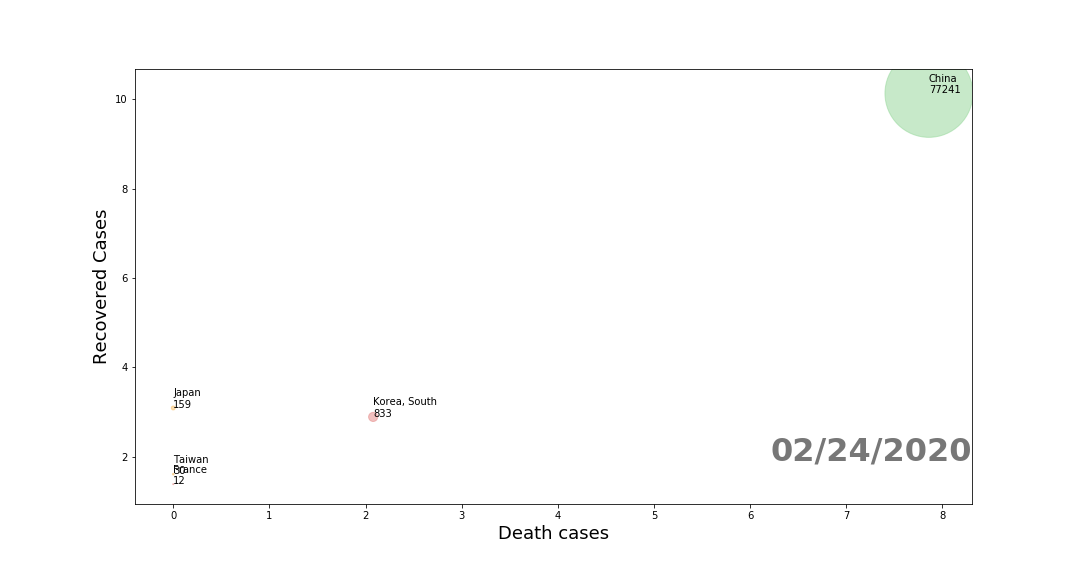 China
77241
10
8
6
4
2
Recovered Cases
Japan
159
Korea, South
833
Taiwan
30
France
12
02/24/2020
0
1
2
3
4
5
6
7
8
Death cases